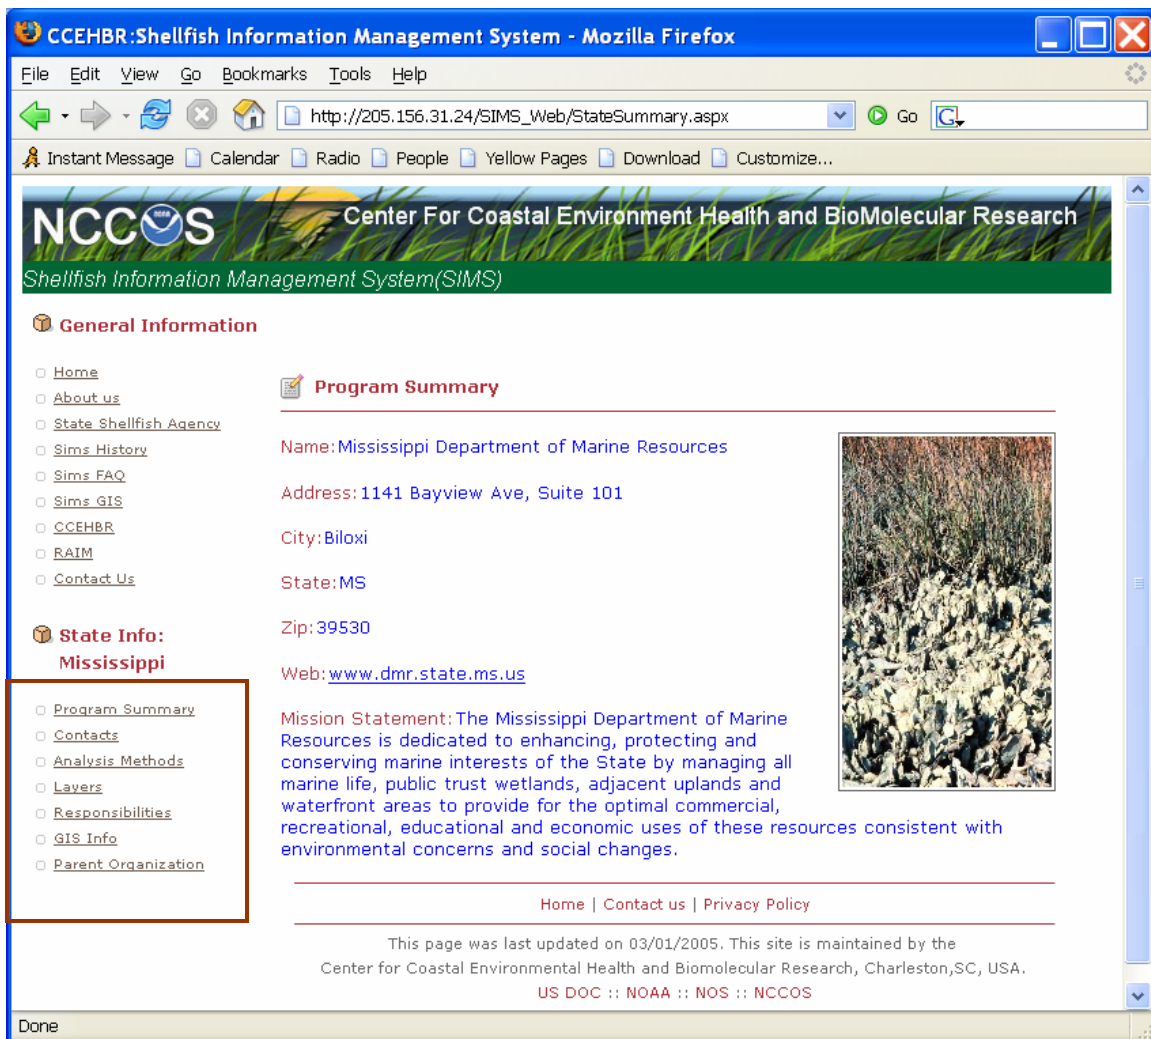 CCEHBR:Shellfish Information Management System - Mozilla Firefox
File Edit View Go Bookmarks Tools Help
http://205.156.31.24/SIMS_Web/StateSummary.aspx Go G
Instant Message Calendar Radio People Yellow Pages Download Customize...
NCCOS Center For Coastal Environment Health and BioMolecular Research
Shellfish Information Management System(SIMS)
General Information
Home
About us
State Shellfish Agency
Sims History
Sims FAQ
Sims GIS
CCEHBR
RAIM
Contact Us
State Info:
Mississippi
Program Summary
Contacts
Analysis Methods
Layers
Responsibilities
GIS Info
Parent Organization
Program Summary
Name: Mississippi Department of Marine Resources
Address: 1141 Bayview Ave, Suite 101
City: Biloxi
State: MS
Zip: 39530
Web: www.dmr.state.ms.us
Mission Statement: The Mississippi Department of Marine
Resources is dedicated to enhancing, protecting and
conserving marine interests of the State by managing all
marine life, public trust wetlands, adjacent uplands and
waterfront areas to provide for the optimal commercial,
recreational, educational and economic uses of these resources consistent with
environmental concerns and social changes.
Home | Contact us | Privacy Policy
This page was last updated on 03/01/2005. This site is maintained by the
Center for Coastal Environmental Health and Biomolecular Research, Charleston,SC, USA.
US DOC :: NOAA :: NOS :: NCCOS
Done